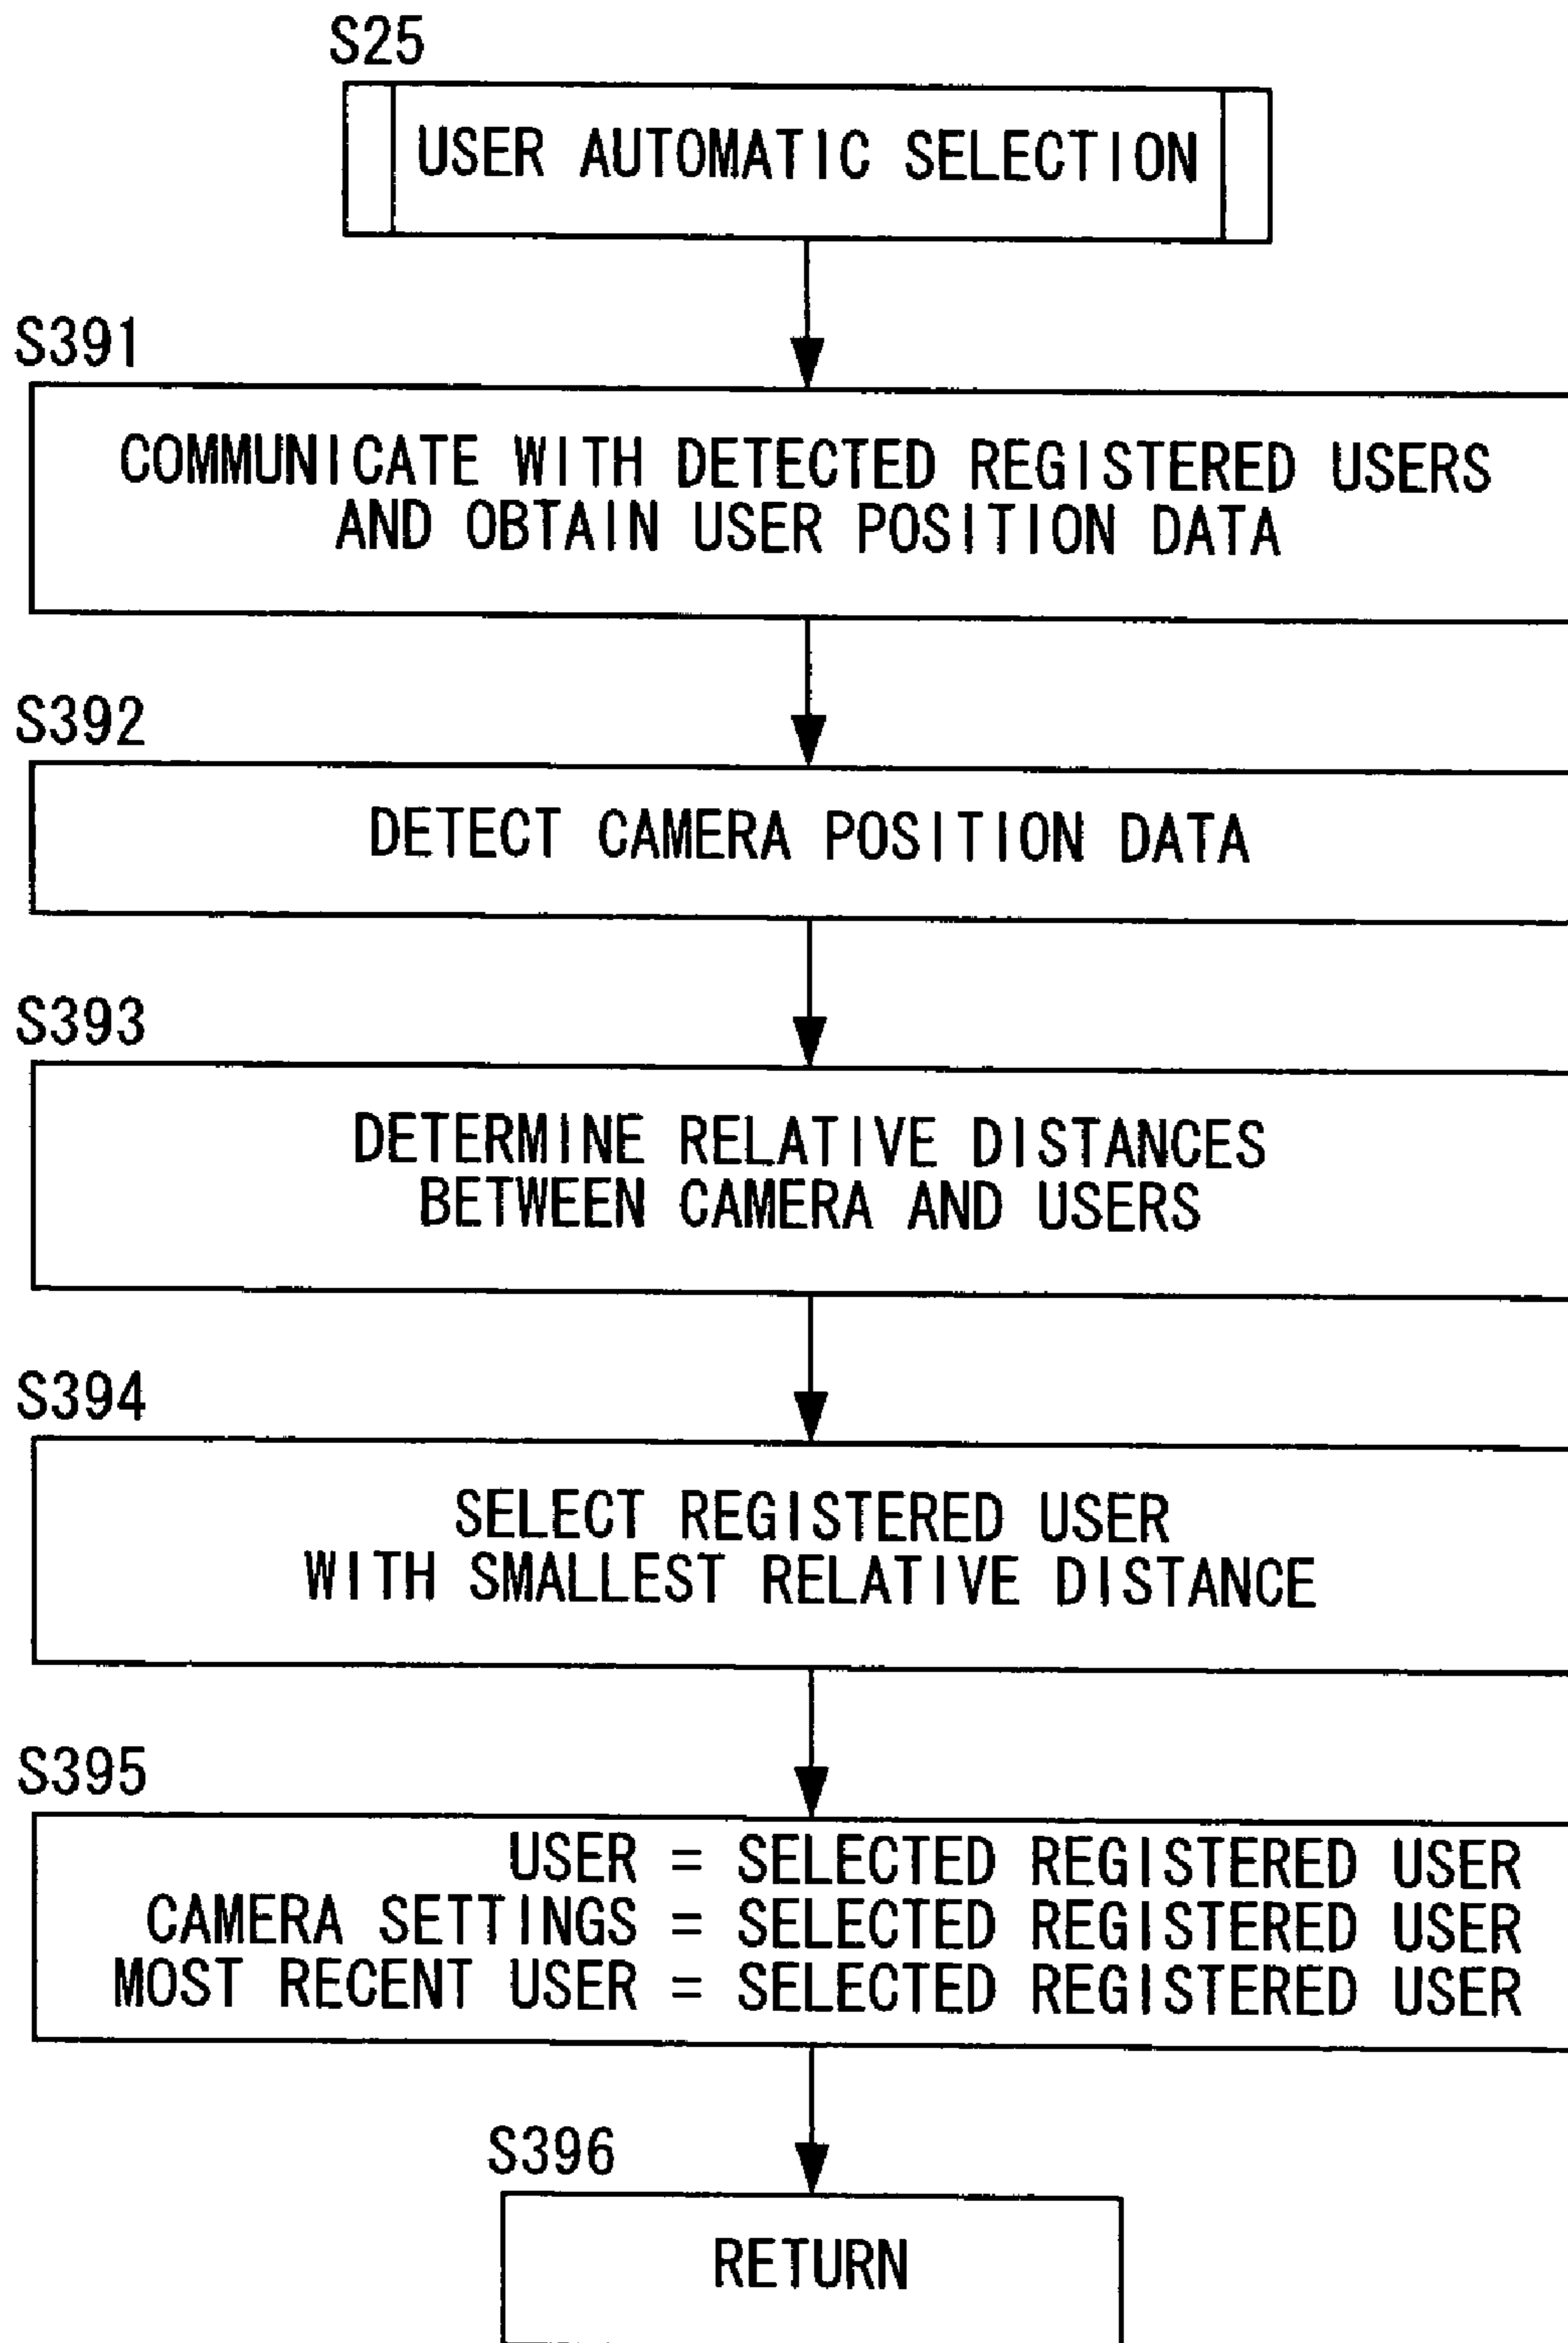 S25
USER AUTOMATIC SELECTION
S391
COMMUNICATE WITH DETECTED REGISTERED USERS
AND OBTAIN USER POSITION DATA
S392
DETECT CAMERA POSITION DATA
S393
DETERMINE RELATIVE DISTANCES
BETWEEN CAMERA AND USERS
S394
SELECT REGISTERED USER
WITH SMALLEST RELATIVE DISTANCE
S395
USER = SELECTED REGISTERED USER
CAMERA SETTINGS = SELECTED REGISTERED USER
MOST RECENT USER = SELECTED REGISTERED USER
S396
RETURN